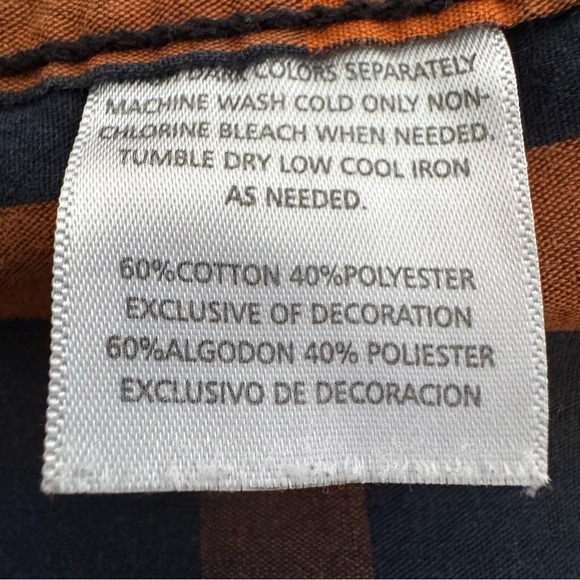 DARK COLORS SEPARATELY
MACHINE WASH COLD ONLY NON-
CHLORINE BLEACH WHEN NEEDED.
TUMBLE DRY LOW COOL IRON
AS NEEDED.
60%COTTON 40%POLYESTER
EXCLUSIVE OF DECORATION
60%ALGODON 40% POLIESTER
EXCLUSIVO DE DECORACION